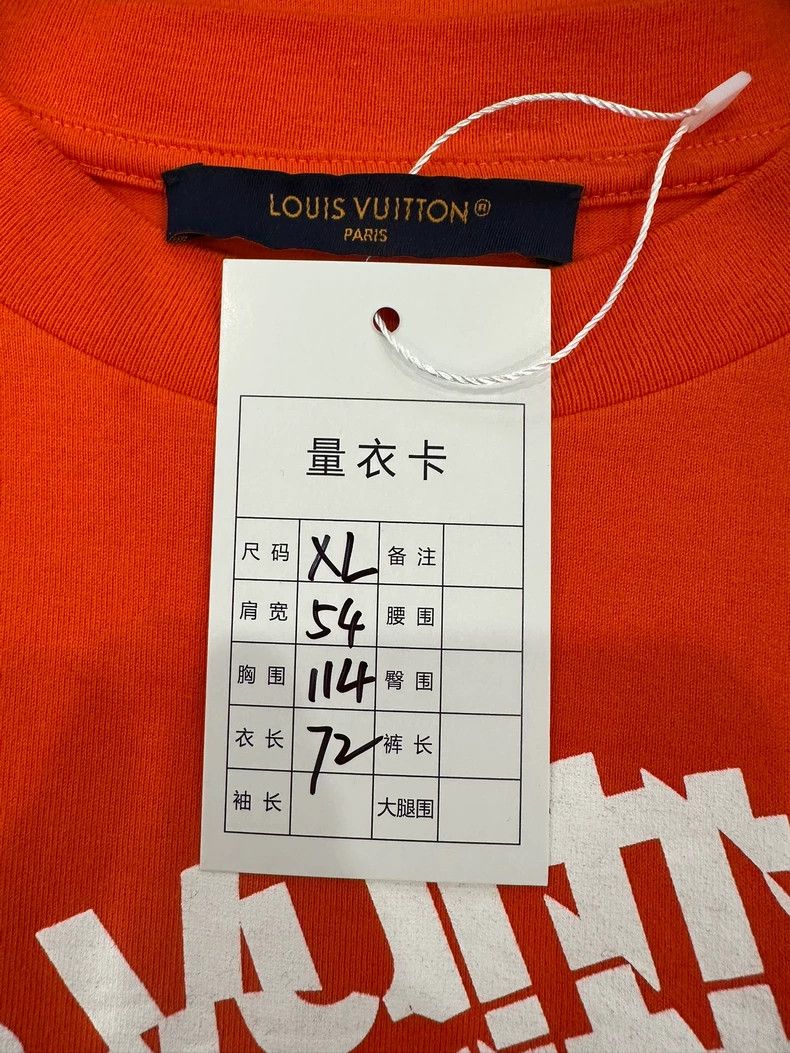 LOUIS VUITTON®
PARIS
量衣卡
尺码 XL 备注
肩宽 54 腰围
胸围 114 臀围
衣长 72 裤长
袖长 大腿围